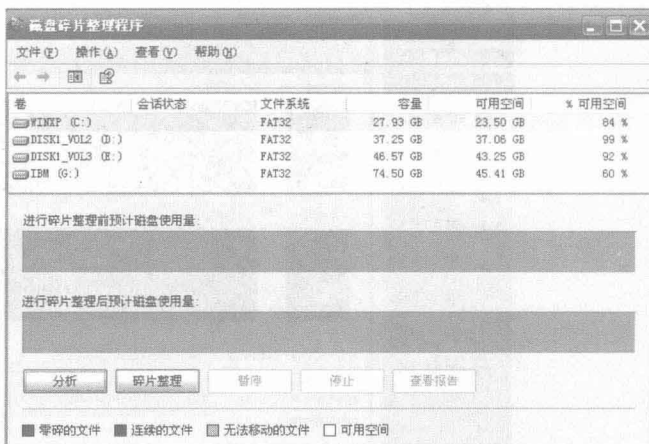 磁盘碎片整理程序
文件(F) 操作(A) 查看(V) 帮助(H)
卷 会话状态 文件系统 容量 可用空间 % 可用空间
WINXP (C:) FAT32 27.93 GB 23.50 GB 84 %
DISK1_VOL2 (D:) FAT32 37.25 GB 37.06 GB 99 %
DISK1_VOL3 (E:) FAT32 46.57 GB 43.25 GB 92 %
IBM (G:) FAT32 74.50 GB 45.41 GB 60 %
进行碎片整理前预计磁盘使用量:
进行碎片整理后预计磁盘使用量:
分析 碎片整理 暂停 停止 查看报告
零碎的文件 连续的文件 无法移动的文件 可用空间